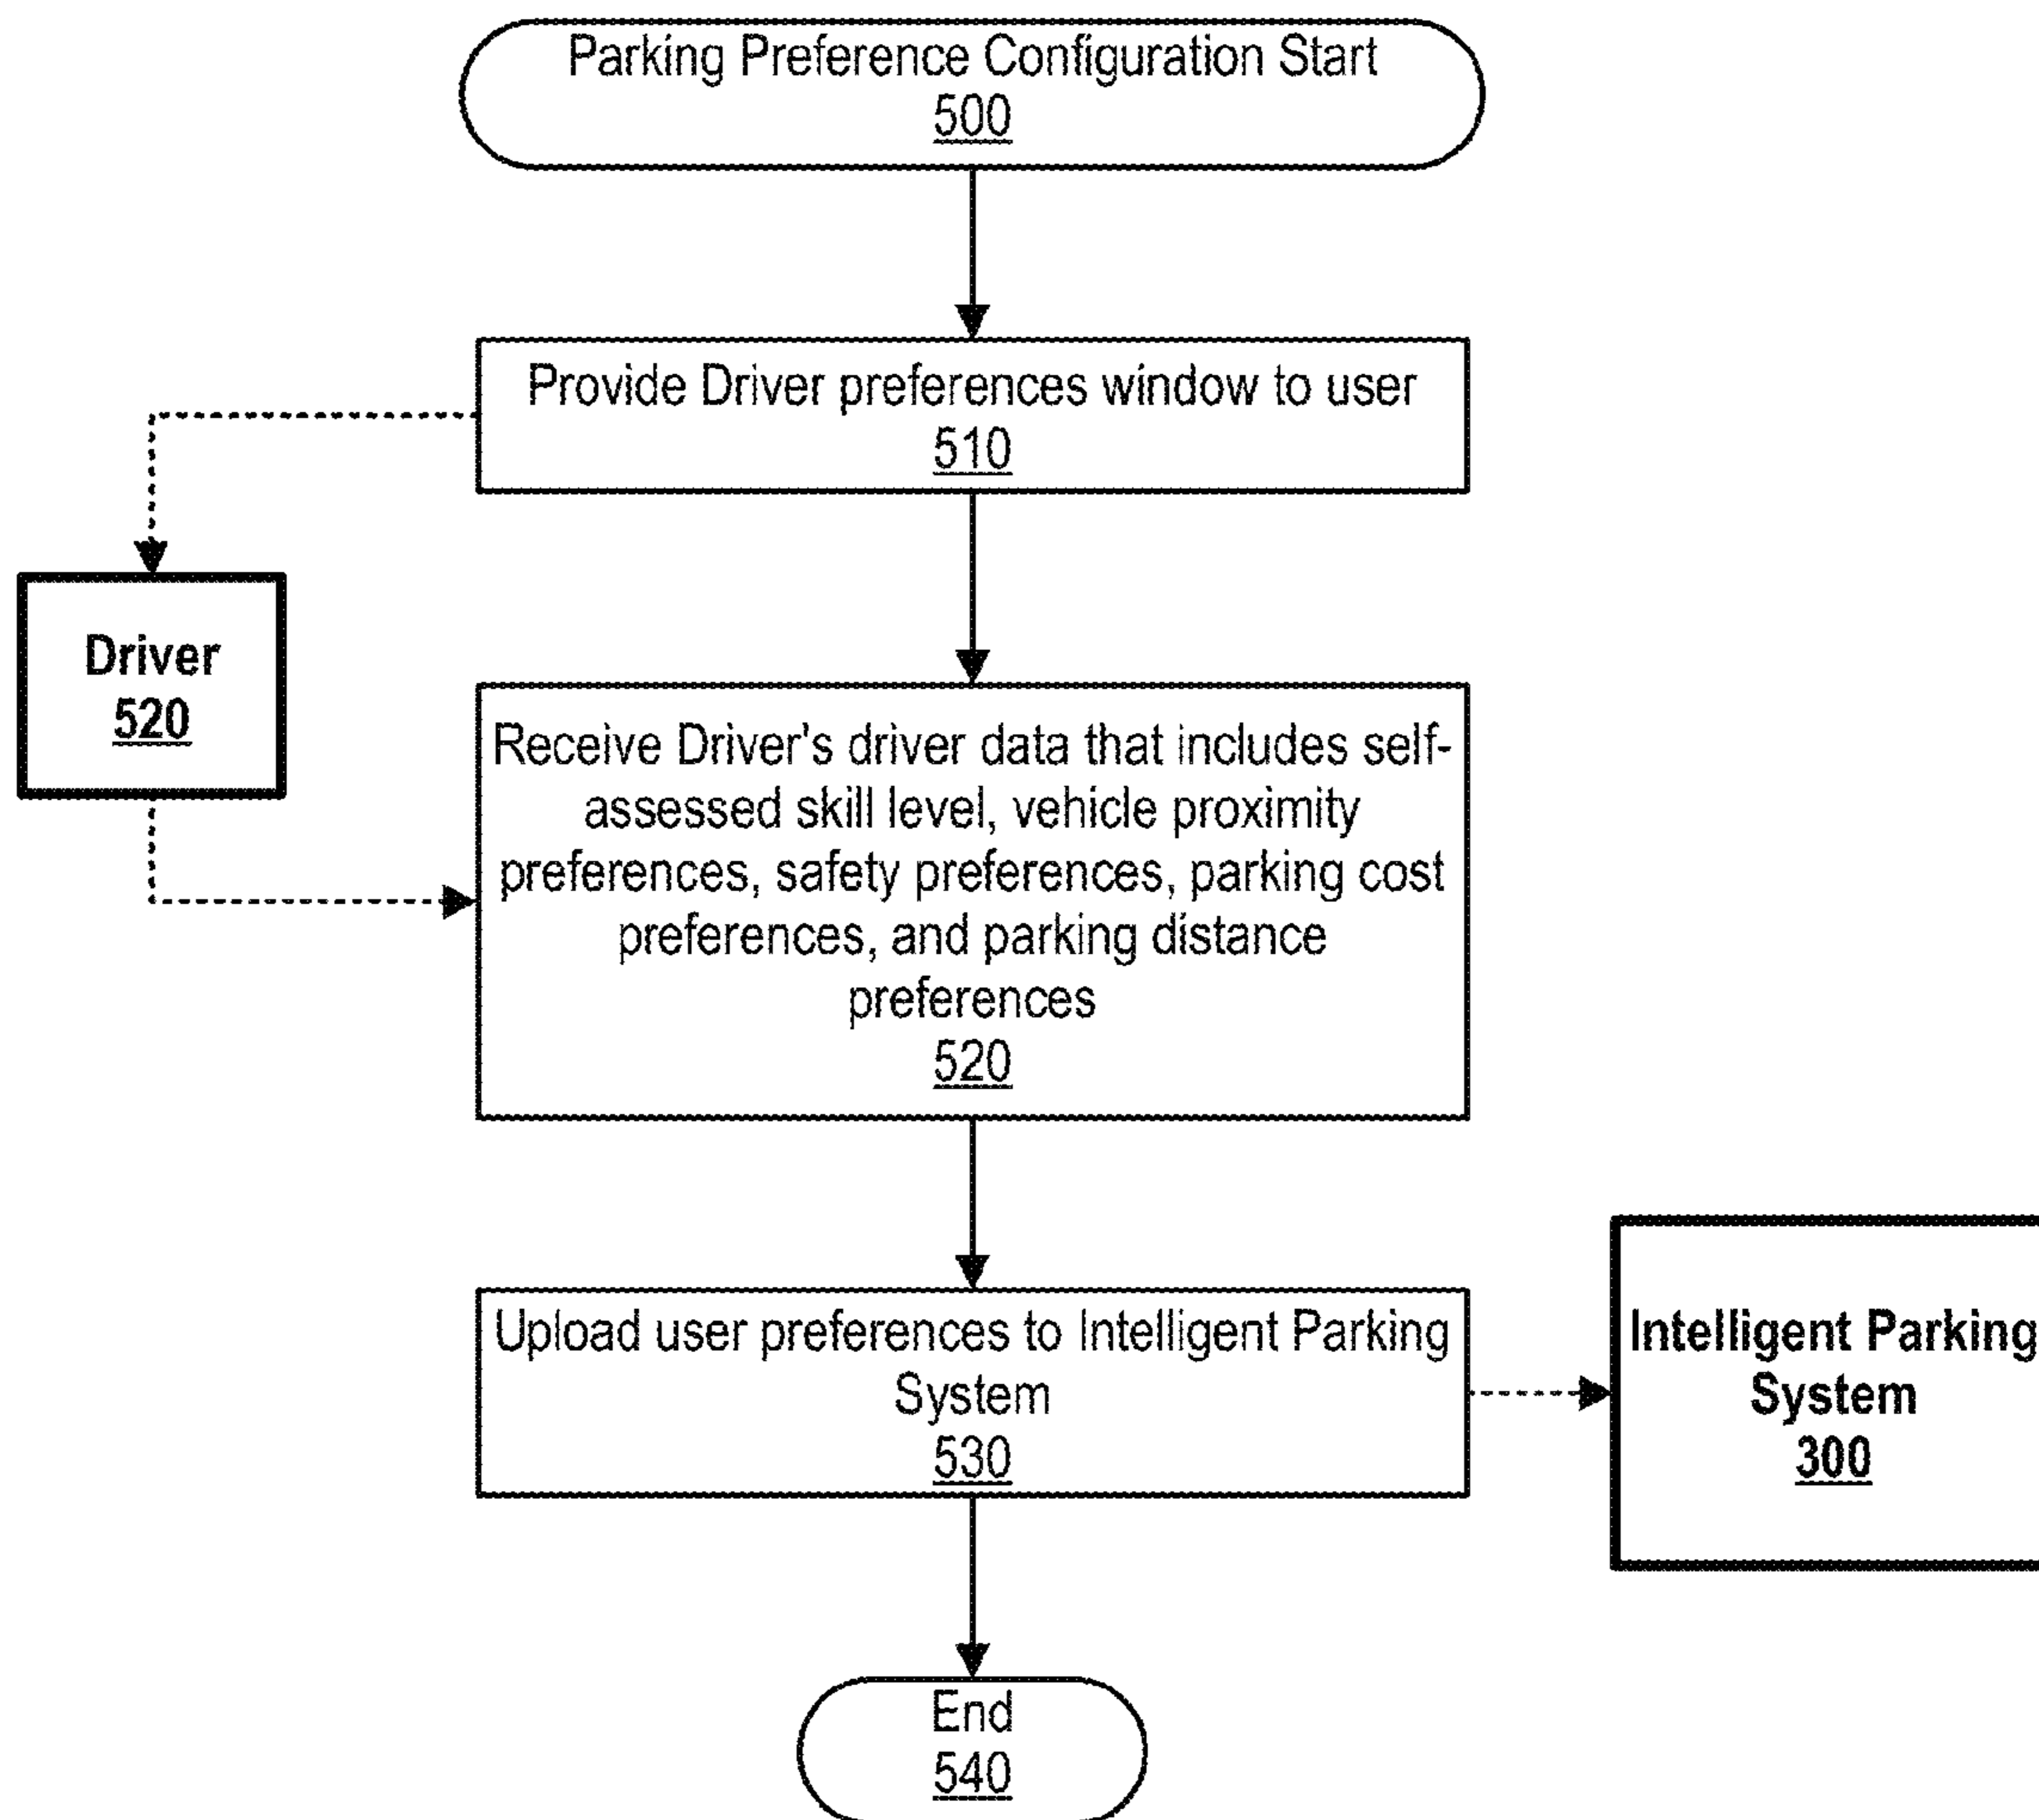 Parking Preference Configuration Start
500
Provide Driver preferences window to user
510
Driver
520
Receive Driver's driver data that includes self-
assessed skill level, vehicle proximity
preferences, safety preferences, parking cost
preferences, and parking distance
preferences
520
Upload user preferences to Intelligent Parking
System
530
Intelligent Parking
System
300
End
540